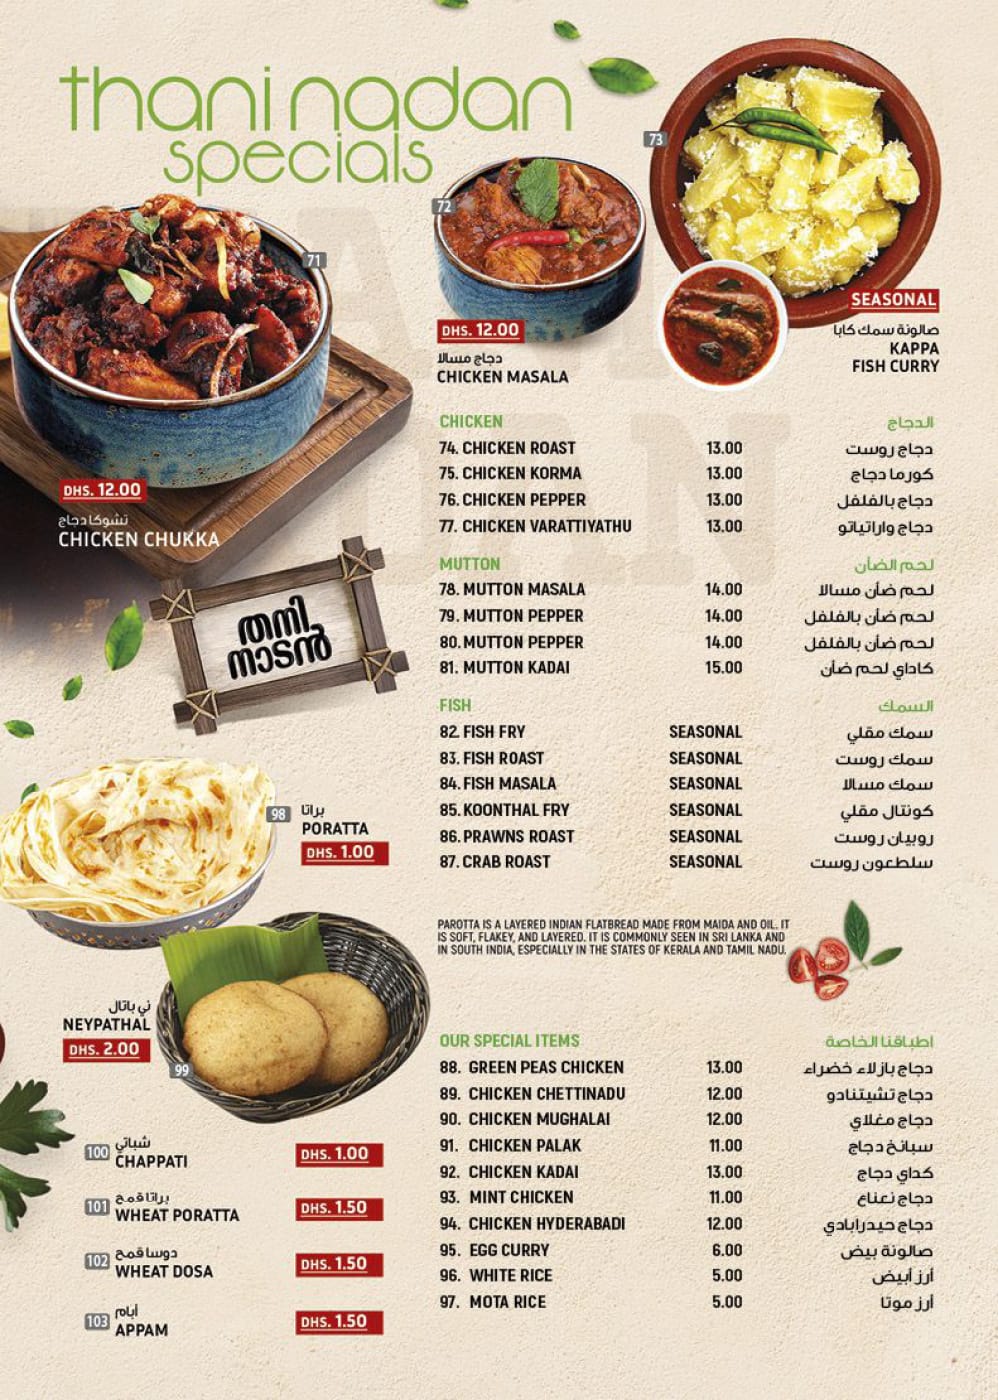 thani nadan
specials
73
72
71
DHS. 12.00
دجاج مسالا
CHICKEN MASALA
SEASONAL
صالونة سمك كابا
KAPPA
FISH CURRY
DHS. 12.00
تشوكا دجاج
CHICKEN CHUKKA
തനി
നാടൻ
CHICKEN الدجاج
74. CHICKEN ROAST 13.00 دجاج روست
75. CHICKEN KORMA 13.00 كورما دجاج
76. CHICKEN PEPPER 13.00 دجاج بالفلفل
77. CHICKEN VARATTIYATHU 13.00 دجاج واراتياتو
MUTTON لحم الضأن
78. MUTTON MASALA 14.00 لحم ضأن مسالا
79. MUTTON PEPPER 14.00 لحم ضأن بالفلفل
80. MUTTON PEPPER 14.00 لحم ضأن بالفلفل
81. MUTTON KADAI 15.00 كاداي لحم ضأن
FISH السمك
82. FISH FRY SEASONAL سمك مقلي
83. FISH ROAST SEASONAL سمك روست
84. FISH MASALA SEASONAL سمك مسالا
85. KOONTHAL FRY SEASONAL كونتال مقلي
86. PRAWNS ROAST SEASONAL روبيان روست
87. CRAB ROAST SEASONAL سلطعون روست
98
براتا
PORATTA
DHS. 1.00
PAROTTA IS A LAYERED INDIAN FLATBREAD MADE FROM MAIDA AND OIL. IT
IS SOFT, FLAKEY, AND LAYERED. IT IS COMMONLY SEEN IN SRI LANKA AND
IN SOUTH INDIA, ESPECIALLY IN THE STATES OF KERALA AND TAMIL NADU.
ني باتال
NEYPATHAL
DHS. 2.00
99
OUR SPECIAL ITEMS اطباقنا الخاصة
88. GREEN PEAS CHICKEN 13.00 دجاج بازلاء خضراء
89. CHICKEN CHETTINADU 12.00 دجاج تشيتنادو
90. CHICKEN MUGHALAI 12.00 دجاج مغلاي
91. CHICKEN PALAK 11.00 سبانخ دجاج
92. CHICKEN KADAI 13.00 كداي دجاج
93. MINT CHICKEN 11.00 دجاج نعناع
94. CHICKEN HYDERABADI 12.00 دجاج حيدرابادي
95. EGG CURRY 6.00 صالونة بيض
96. WHITE RICE 5.00 أرز أبيض
97. MOTA RICE 5.00 أرز موتا
100 شباتي
CHAPPATI DHS. 1.00
101 براتا قمح
WHEAT PORATTA DHS. 1.50
102 دوسا قمح
WHEAT DOSA DHS. 1.50
103 أبام
APPAM DHS. 1.50